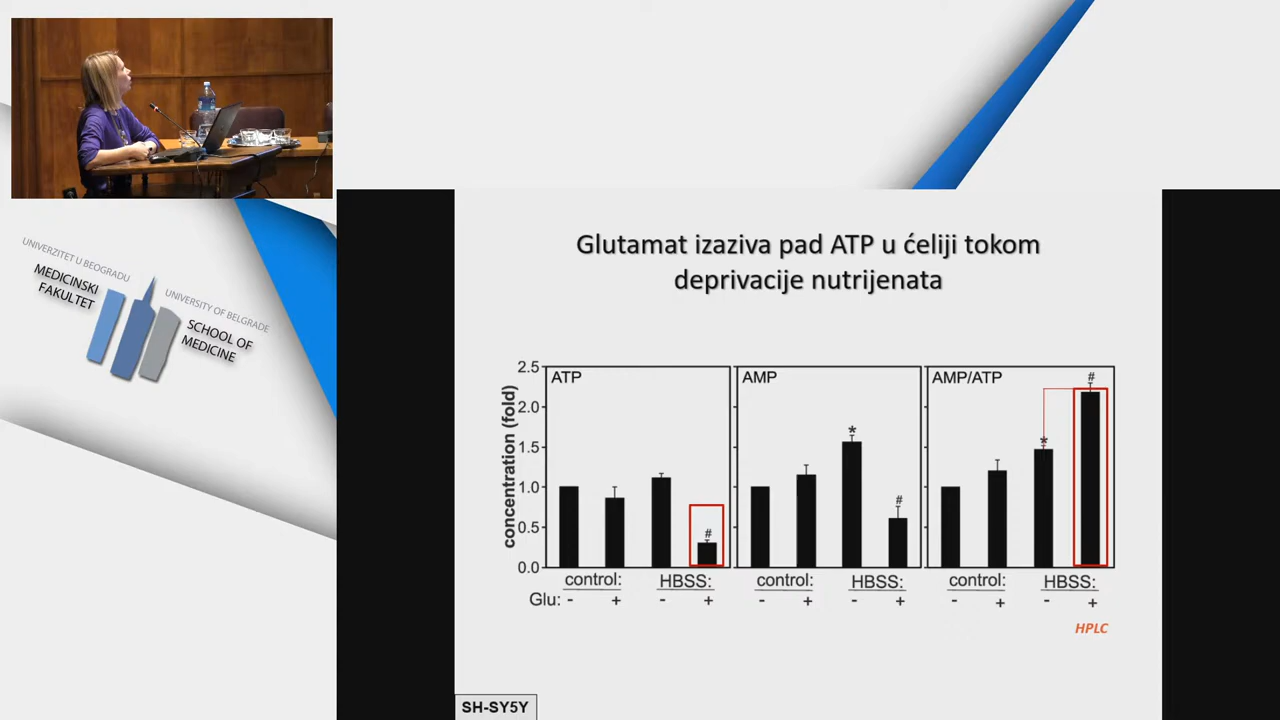 UNIVERZITET U BEOGRADU
MEDICINSKI
FAKULTET
UNIVERSITY OF BELGRADE
SCHOOL OF
MEDICINE
Glutamat izaziva pad ATP u ćeliji tokom
deprivacije nutrijenata
concentration (fold)
2.5
2.0
1.5
1.0
0.5
0.0
ATP
#
AMP
*
#
AMP/ATP
*
#
control: HBSS: control: HBSS: control: HBSS:
Glu: - + - + - + - + - + - +
HPLC
SH-SY5Y